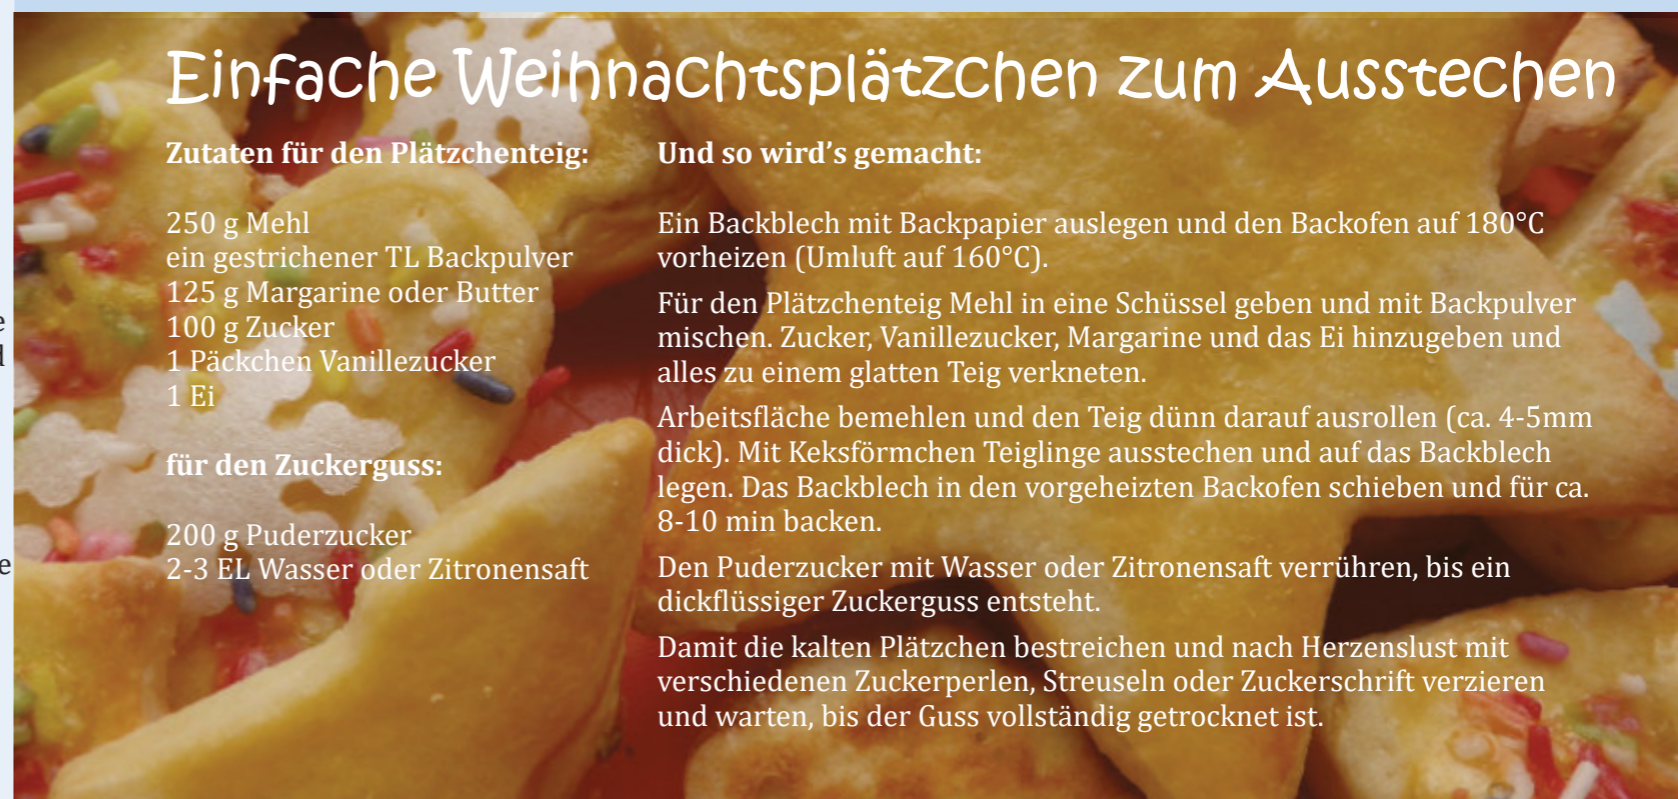 Einfache Weihnachtsplätzchen zum Ausstechen
Zutaten für den Plätzchenteig:
250 g Mehl
ein gestrichener TL Backpulver
125 g Margarine oder Butter
100 g Zucker
1 Päckchen Vanillezucker
1 Ei
für den Zuckerguss:
200 g Puderzucker
2-3 EL Wasser oder Zitronensaft
Und so wird’s gemacht:
Ein Backblech mit Backpapier auslegen und den Backofen auf 180°C
vorheizen (Umluft auf 160°C).
Für den Plätzchenteig Mehl in eine Schüssel geben und mit Backpulver
mischen. Zucker, Vanillezucker, Margarine und das Ei hinzugeben und
alles zu einem glatten Teig verkneten.
Arbeitsfläche bemehlen und den Teig dünn darauf ausrollen (ca. 4-5mm
dick). Mit Keksförmchen Teiglinge ausstechen und auf das Backblech
legen. Das Backblech in den vorgeheizten Backofen schieben und für ca.
8-10 min backen.
Den Puderzucker mit Wasser oder Zitronensaft verrühren, bis ein
dickflüssiger Zuckerguss entsteht.
Damit die kalten Plätzchen bestreichen und nach Herzenslust mit
verschiedenen Zuckerperlen, Streuseln oder Zuckerschrift verzieren
und warten, bis der Guss vollständig getrocknet ist.